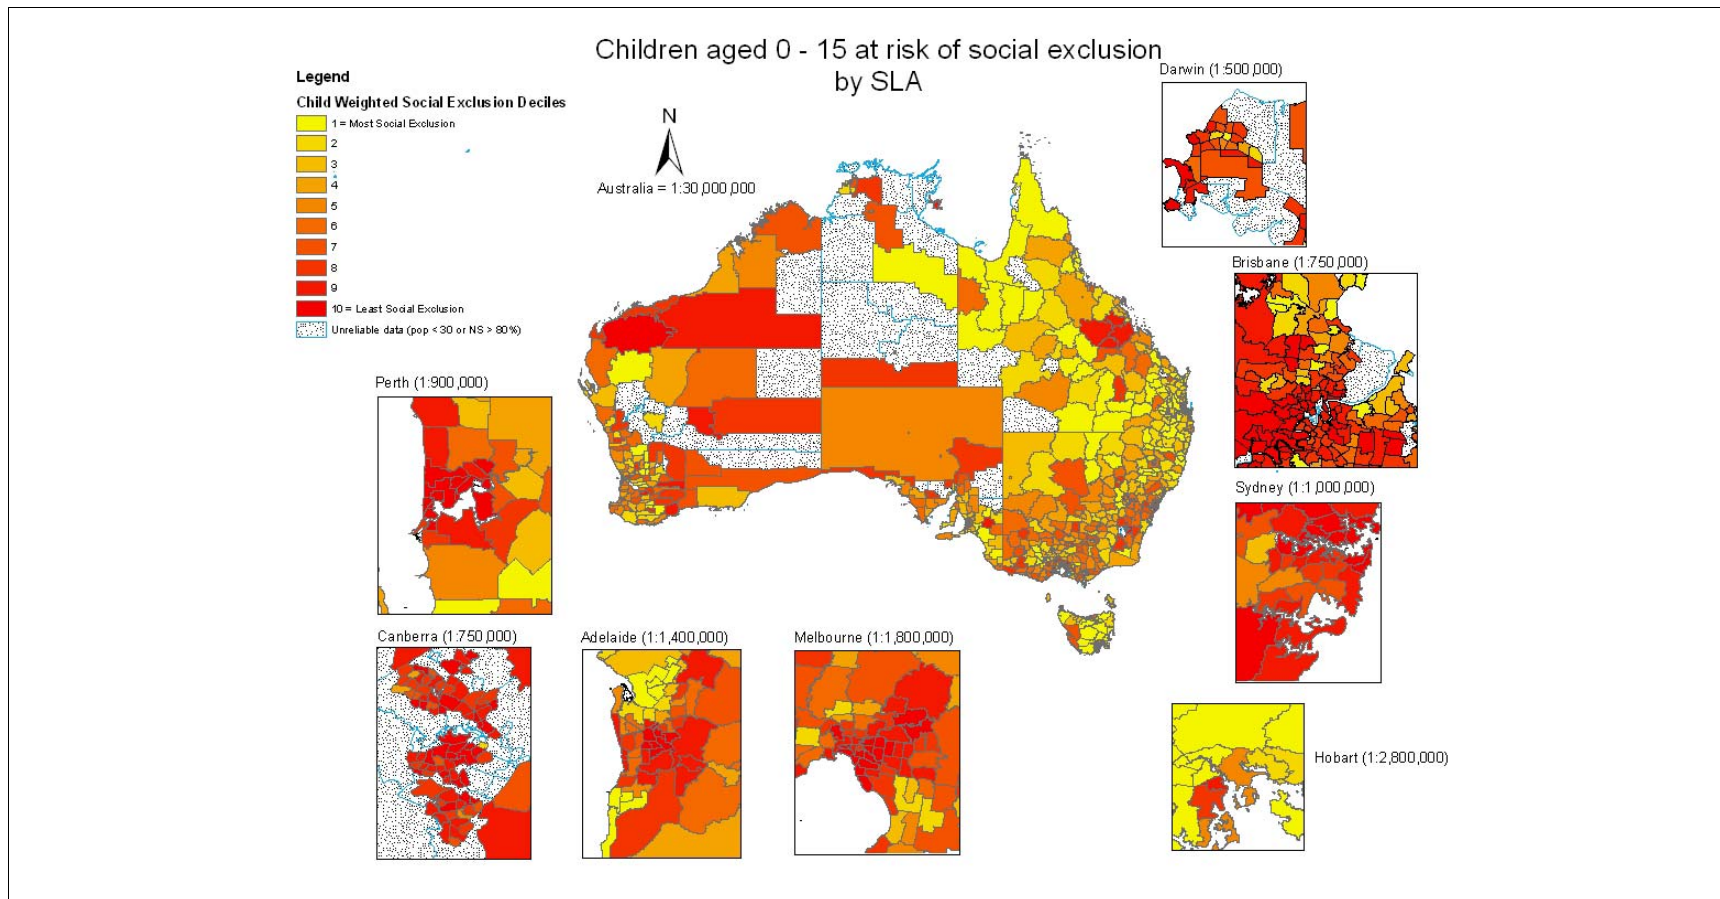 Children aged 0 - 15 at risk of social exclusion
by SLA
Legend
Child Weighted Social Exclusion Deciles
1 = Most Social Exclusion
2
3
4
5
6
7
8
9
10 = Least Social Exclusion
Unreliable data (pop < 30 or NS > 80%)
N
Australia = 1:30,000,000
Darwin (1:500,000)
Brisbane (1:750,000)
Perth (1:900,000)
Sydney (1:1,000,000)
Canberra (1:750,000)
Adelaide (1:1,400,000)
Melbourne (1:1,800,000)
Hobart (1:2,800,000)